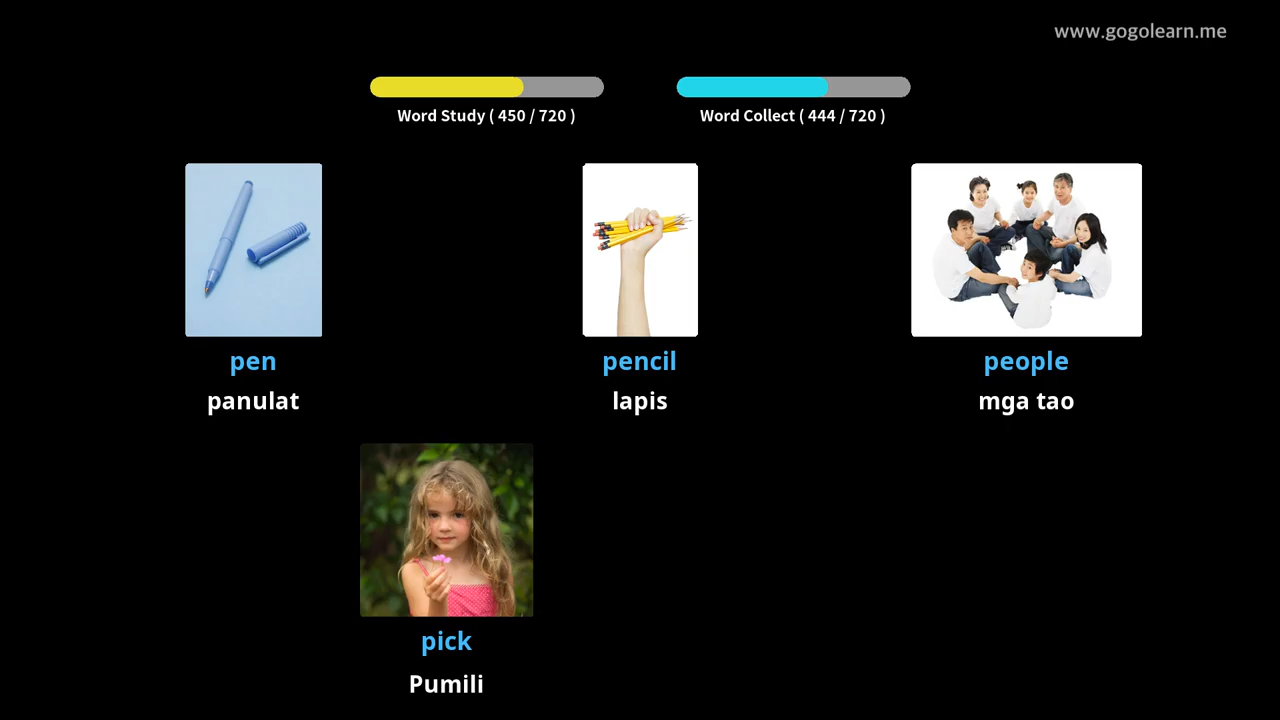 www.gogolearn.me
Word Study ( 450 / 720 )
Word Collect ( 444 / 720 )
pen
panulat
pencil
lapis
people
mga tao
pick
Pumili